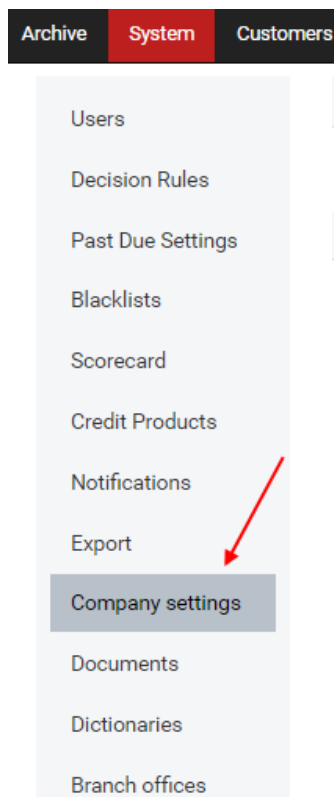 Archive System Customers
Users
Decision Rules
Past Due Settings
Blacklists
Scorecard
Credit Products
Notifications
Export
Company settings
Documents
Dictionaries
Branch offices